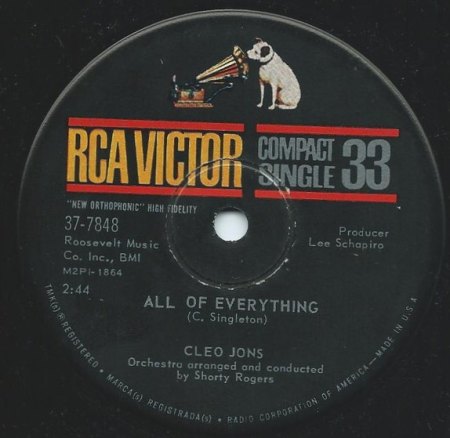 RCA VICTOR
COMPACT SINGLE 33
"NEW ORTHOPHONIC" HIGH FIDELITY
37-7848
Roosevelt Music
Co. Inc., BMI
M2PI-1864
2:44
Producer
Lee Schapiro
ALL OF EVERYTHING
(C. Singleton)
CLEO JONS
Orchestra arranged and conducted
by Shorty Rogers
TMK(s) ® REGISTERED • MARCA(s) REGISTRADA(s) • RADIO CORPORATION OF AMERICA—MADE IN U.S.A